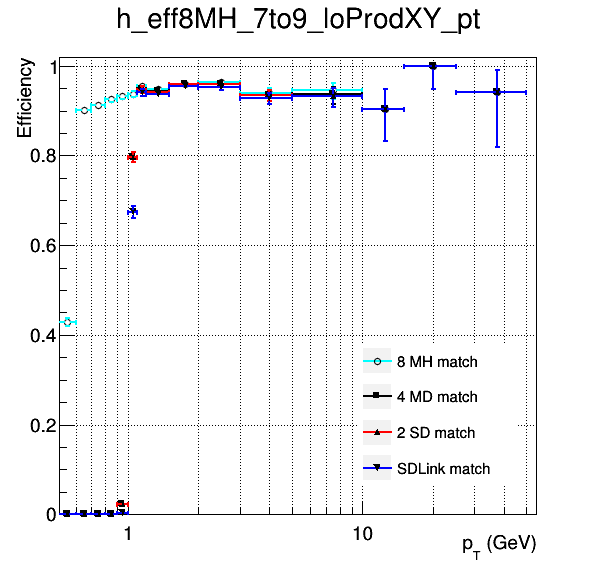 h_eff8MH_7to9_loProdXY_pt
Efficiency
1
0.8
0.6
0.4
0.2
0
8 MH match
4 MD match
2 SD match
SDLink match
1
10
p_T (GeV)